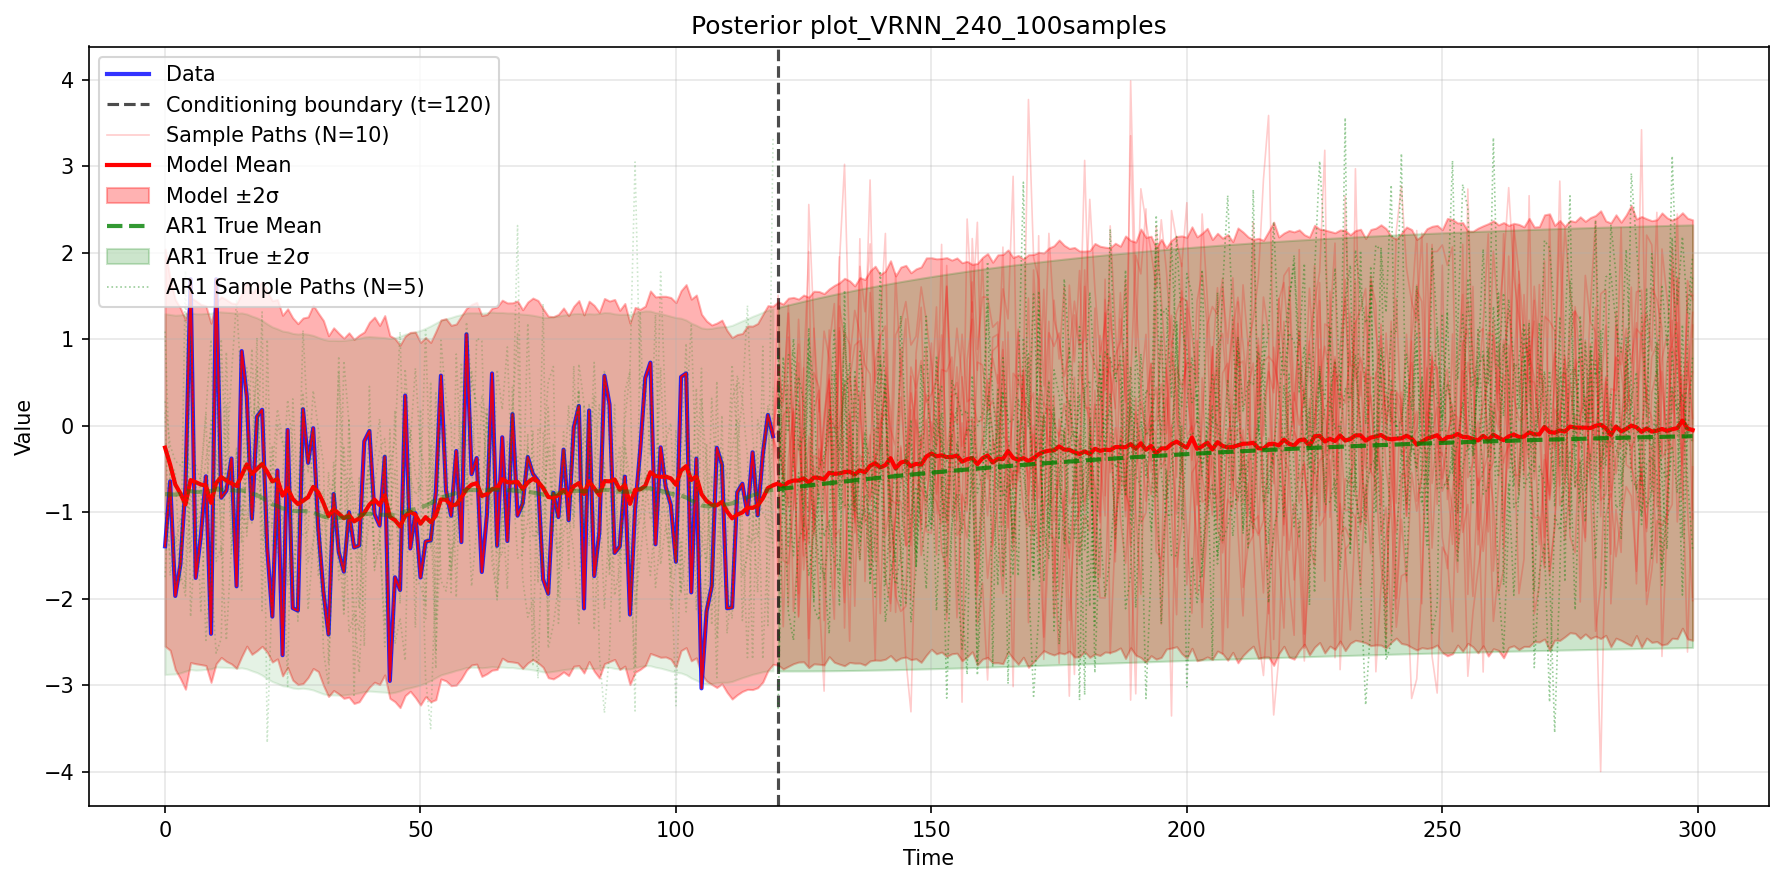 Posterior plot_VRNN_240_100samples
Data
Conditioning boundary (t=120)
Sample Paths (N=10)
Model Mean
Model ±2σ
AR1 True Mean
AR1 True ±2σ
AR1 Sample Paths (N=5)
Value
4
3
2
1
0
−1
−2
−3
−4
0
50
100
150
200
250
300
Time